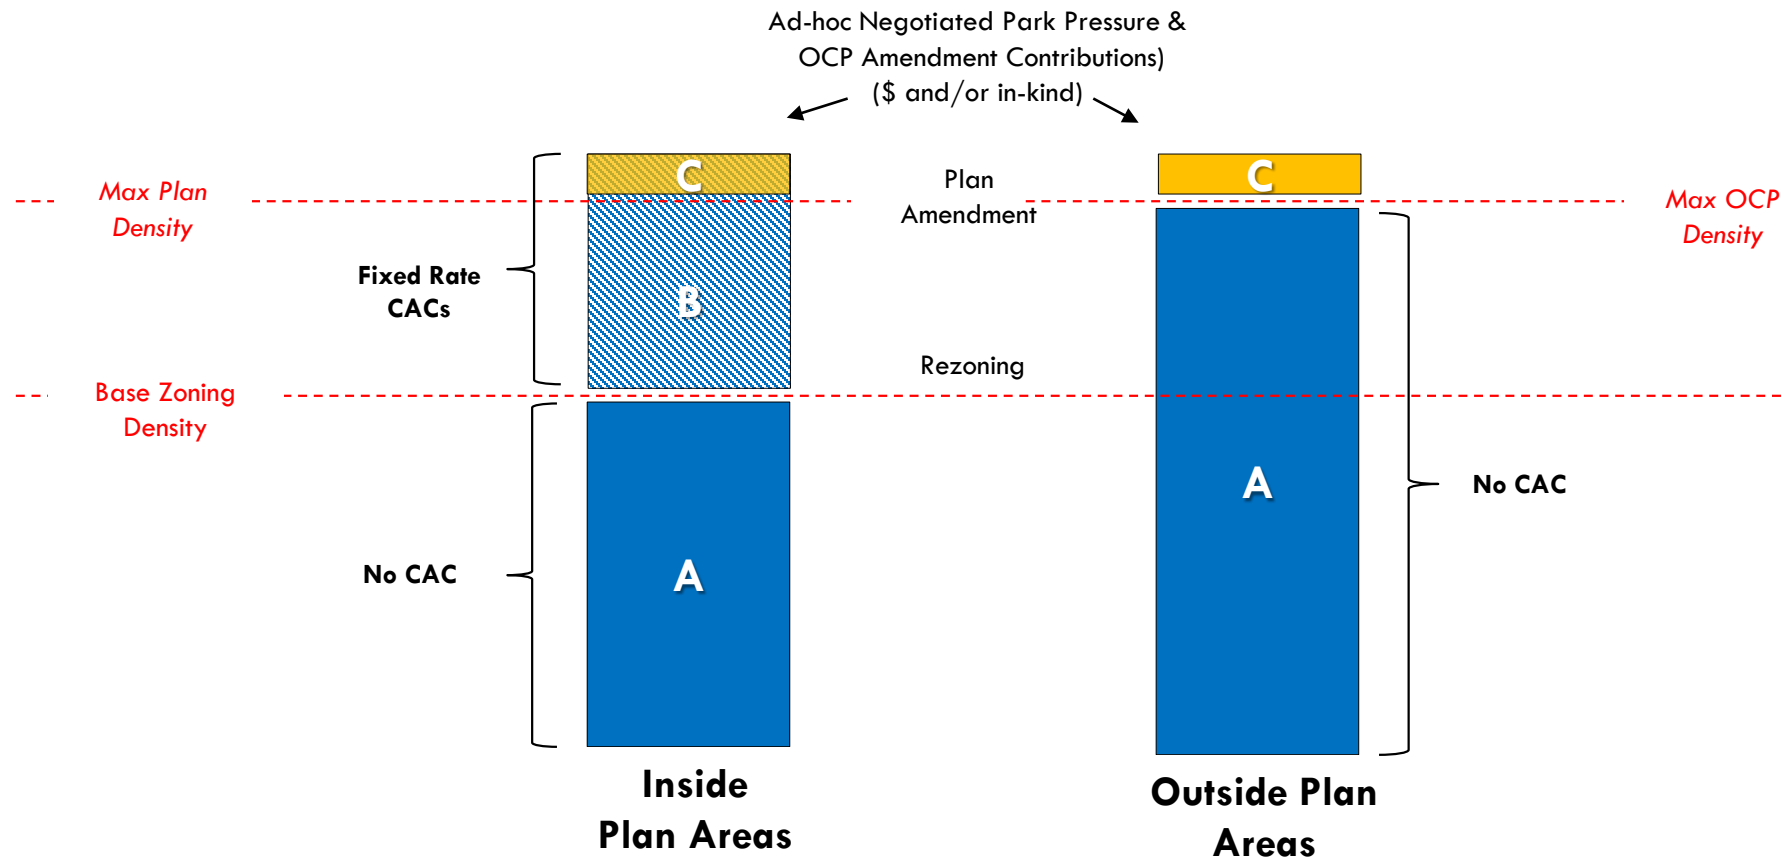 Ad-hoc Negotiated Park Pressure &
OCP Amendment Contributions)
($ and/or in-kind)
C
C
Max Plan
Density
Plan
Amendment
Max OCP
Density
Fixed Rate
CACs
B
Rezoning
Base Zoning
Density
A
No CAC
No CAC
A
Inside
Plan Areas
Outside Plan
Areas